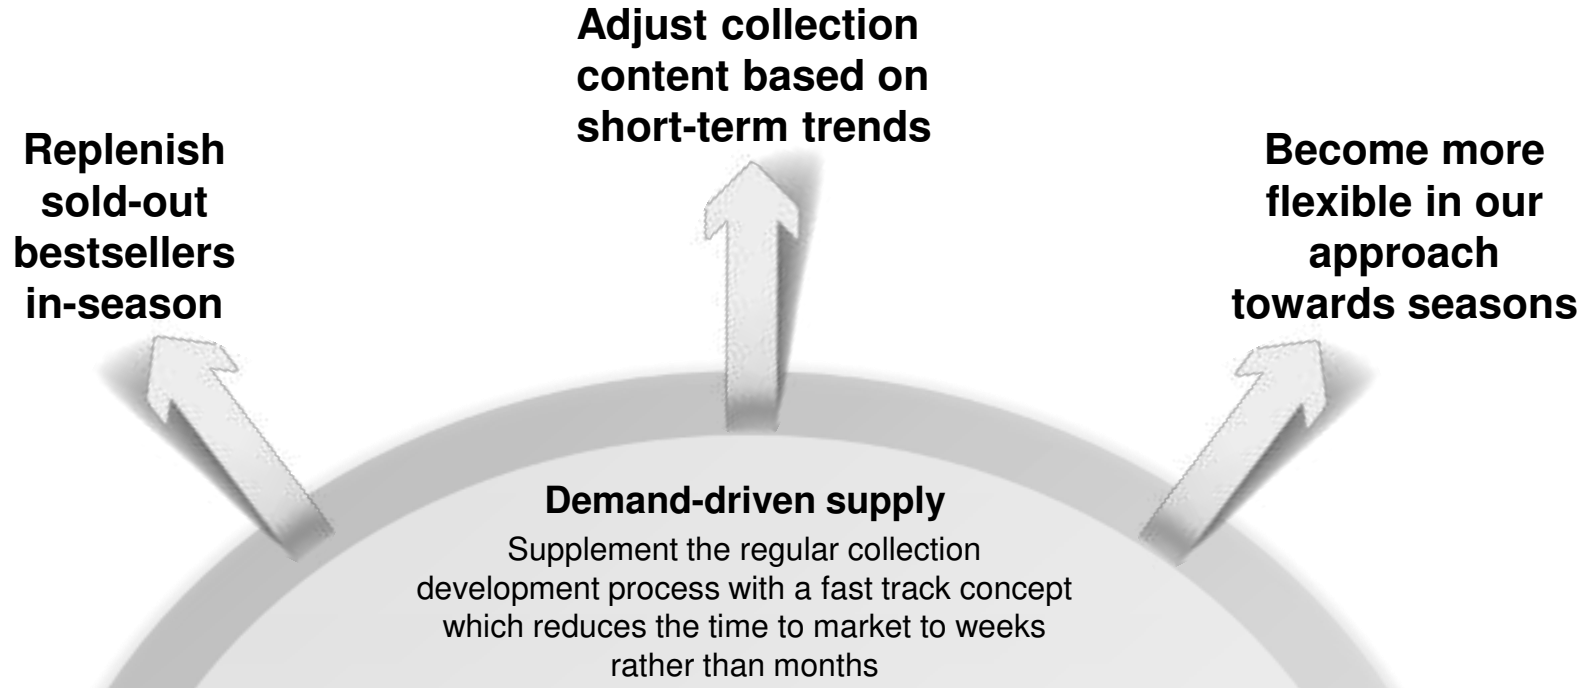 Adjust collection
content based on
short-term trends
Replenish
sold-out
bestsellers
in-season
Become more
flexible in our
approach
towards seasons
Demand-driven supply
Supplement the regular collection
development process with a fast track concept
which reduces the time to market to weeks
rather than months